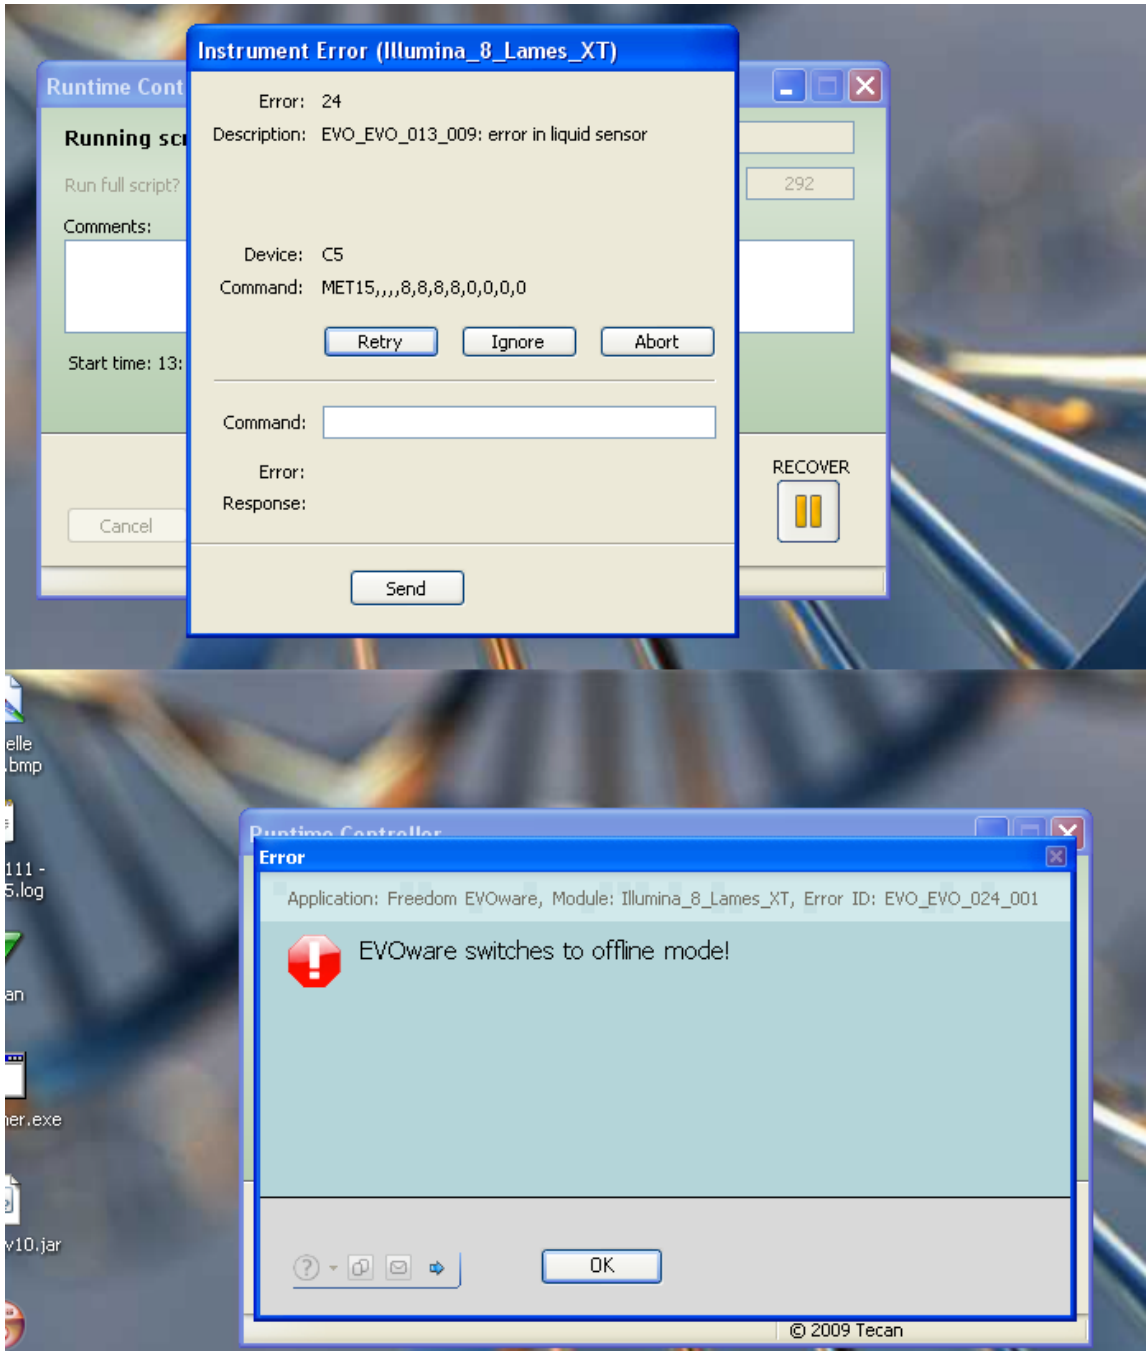 Instrument Error (Illumina_8_Lames_XT)
Runtime Cont
Error: 24
Running scr
Description: EVO_EVO_013_009: error in liquid sensor
Run full script?
292
Comments:
Device: C5
Command: MET15,,,,8,8,8,8,0,0,0,0
Retry Ignore Abort
Start time: 13:
Command:
RECOVER
Error:
Response:
Cancel
Send
elle
.bmp
Runtime Controller
Error
111 -
5.log
Application: Freedom EVOware, Module: Illumina_8_Lames_XT, Error ID: EVO_EVO_024_001
EVOware switches to offline mode!
an
ner.exe
v10.jar
OK
© 2009 Tecan